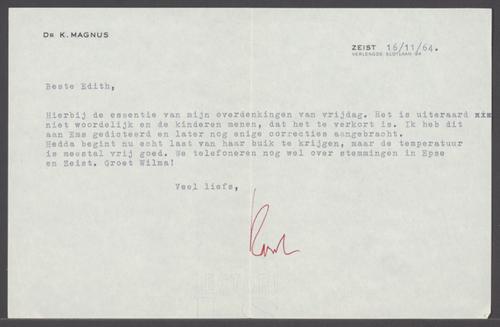 DR K. MAGNUS
ZEIST 16/11/64.
VERLENGDE SLOTLAAN
Beste Edith,
Hierbij de essentie van mijn overdenkingen van vrijdag. Het is uiteraard
niet woordelijk en de kinderen menen, dat het te verkort is. Ik heb dit
aan Ems gedicteerd en later nog enige correcties aangebracht.
Hedda begint nu echt last van haar buik te krijgen, maar de temperatuur
is meestal vrij goed. We telefoneren nog wel over stemmingen in Epse
en Zeist. Groet Wilma!
Veel liefs,